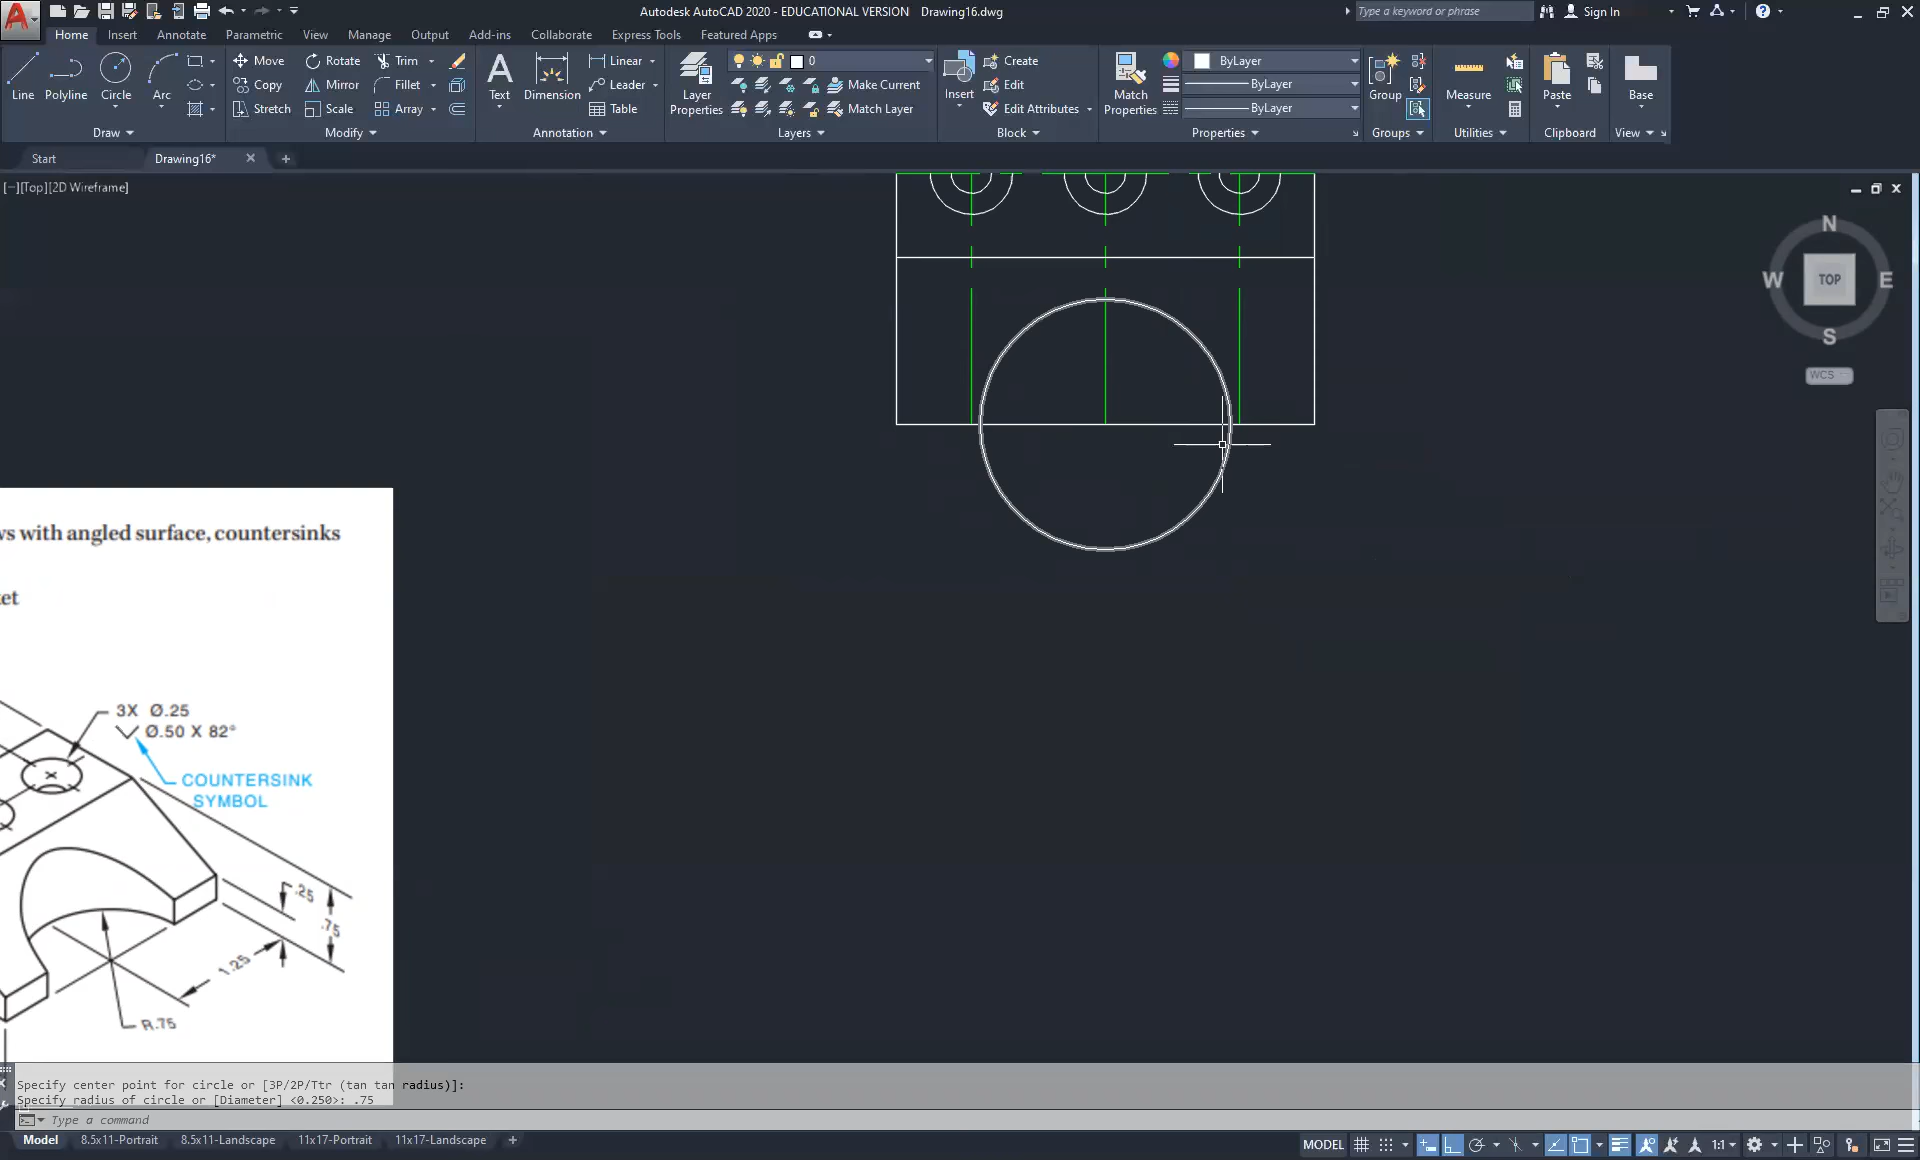 Autodesk AutoCAD 2020 - EDUCATIONAL VERSION Drawing16.dwg
Type a keyword or phrase
Sign In
Home Insert Annotate Parametric View Manage Output Add-ins Collaborate Express Tools Featured Apps
Line
Polyline
Circle
Arc
Draw
Move
Rotate
Trim
Copy
Mirror
Fillet
Stretch
Scale
Array
Modify
Text
Dimension
Linear
Leader
Table
Annotation
Layer
Properties
0
Make Current
Match Layer
Layers
Insert
Create
Edit
Edit Attributes
Block
Match
Properties
ByLayer
ByLayer
ByLayer
Properties
Group
Groups
Measure
Utilities
Paste
Clipboard
Base
View
Start
Drawing16*
[−][Top][2D Wireframe]
N
W
TOP
E
S
WCS
ws with angled surface, countersinks
ket
3X Ø.25
Ø.50 X 82°
COUNTERSINK
SYMBOL
.25
.75
1.25
R.75
Specify center point for circle or [3P/2P/Ttr (tan tan radius)]:
Specify radius of circle or [Diameter] <0.250>: .75
Type a command
Model 8.5x11-Portrait 8.5x11-Landscape 11x17-Portrait 11x17-Landscape
MODEL
1:1